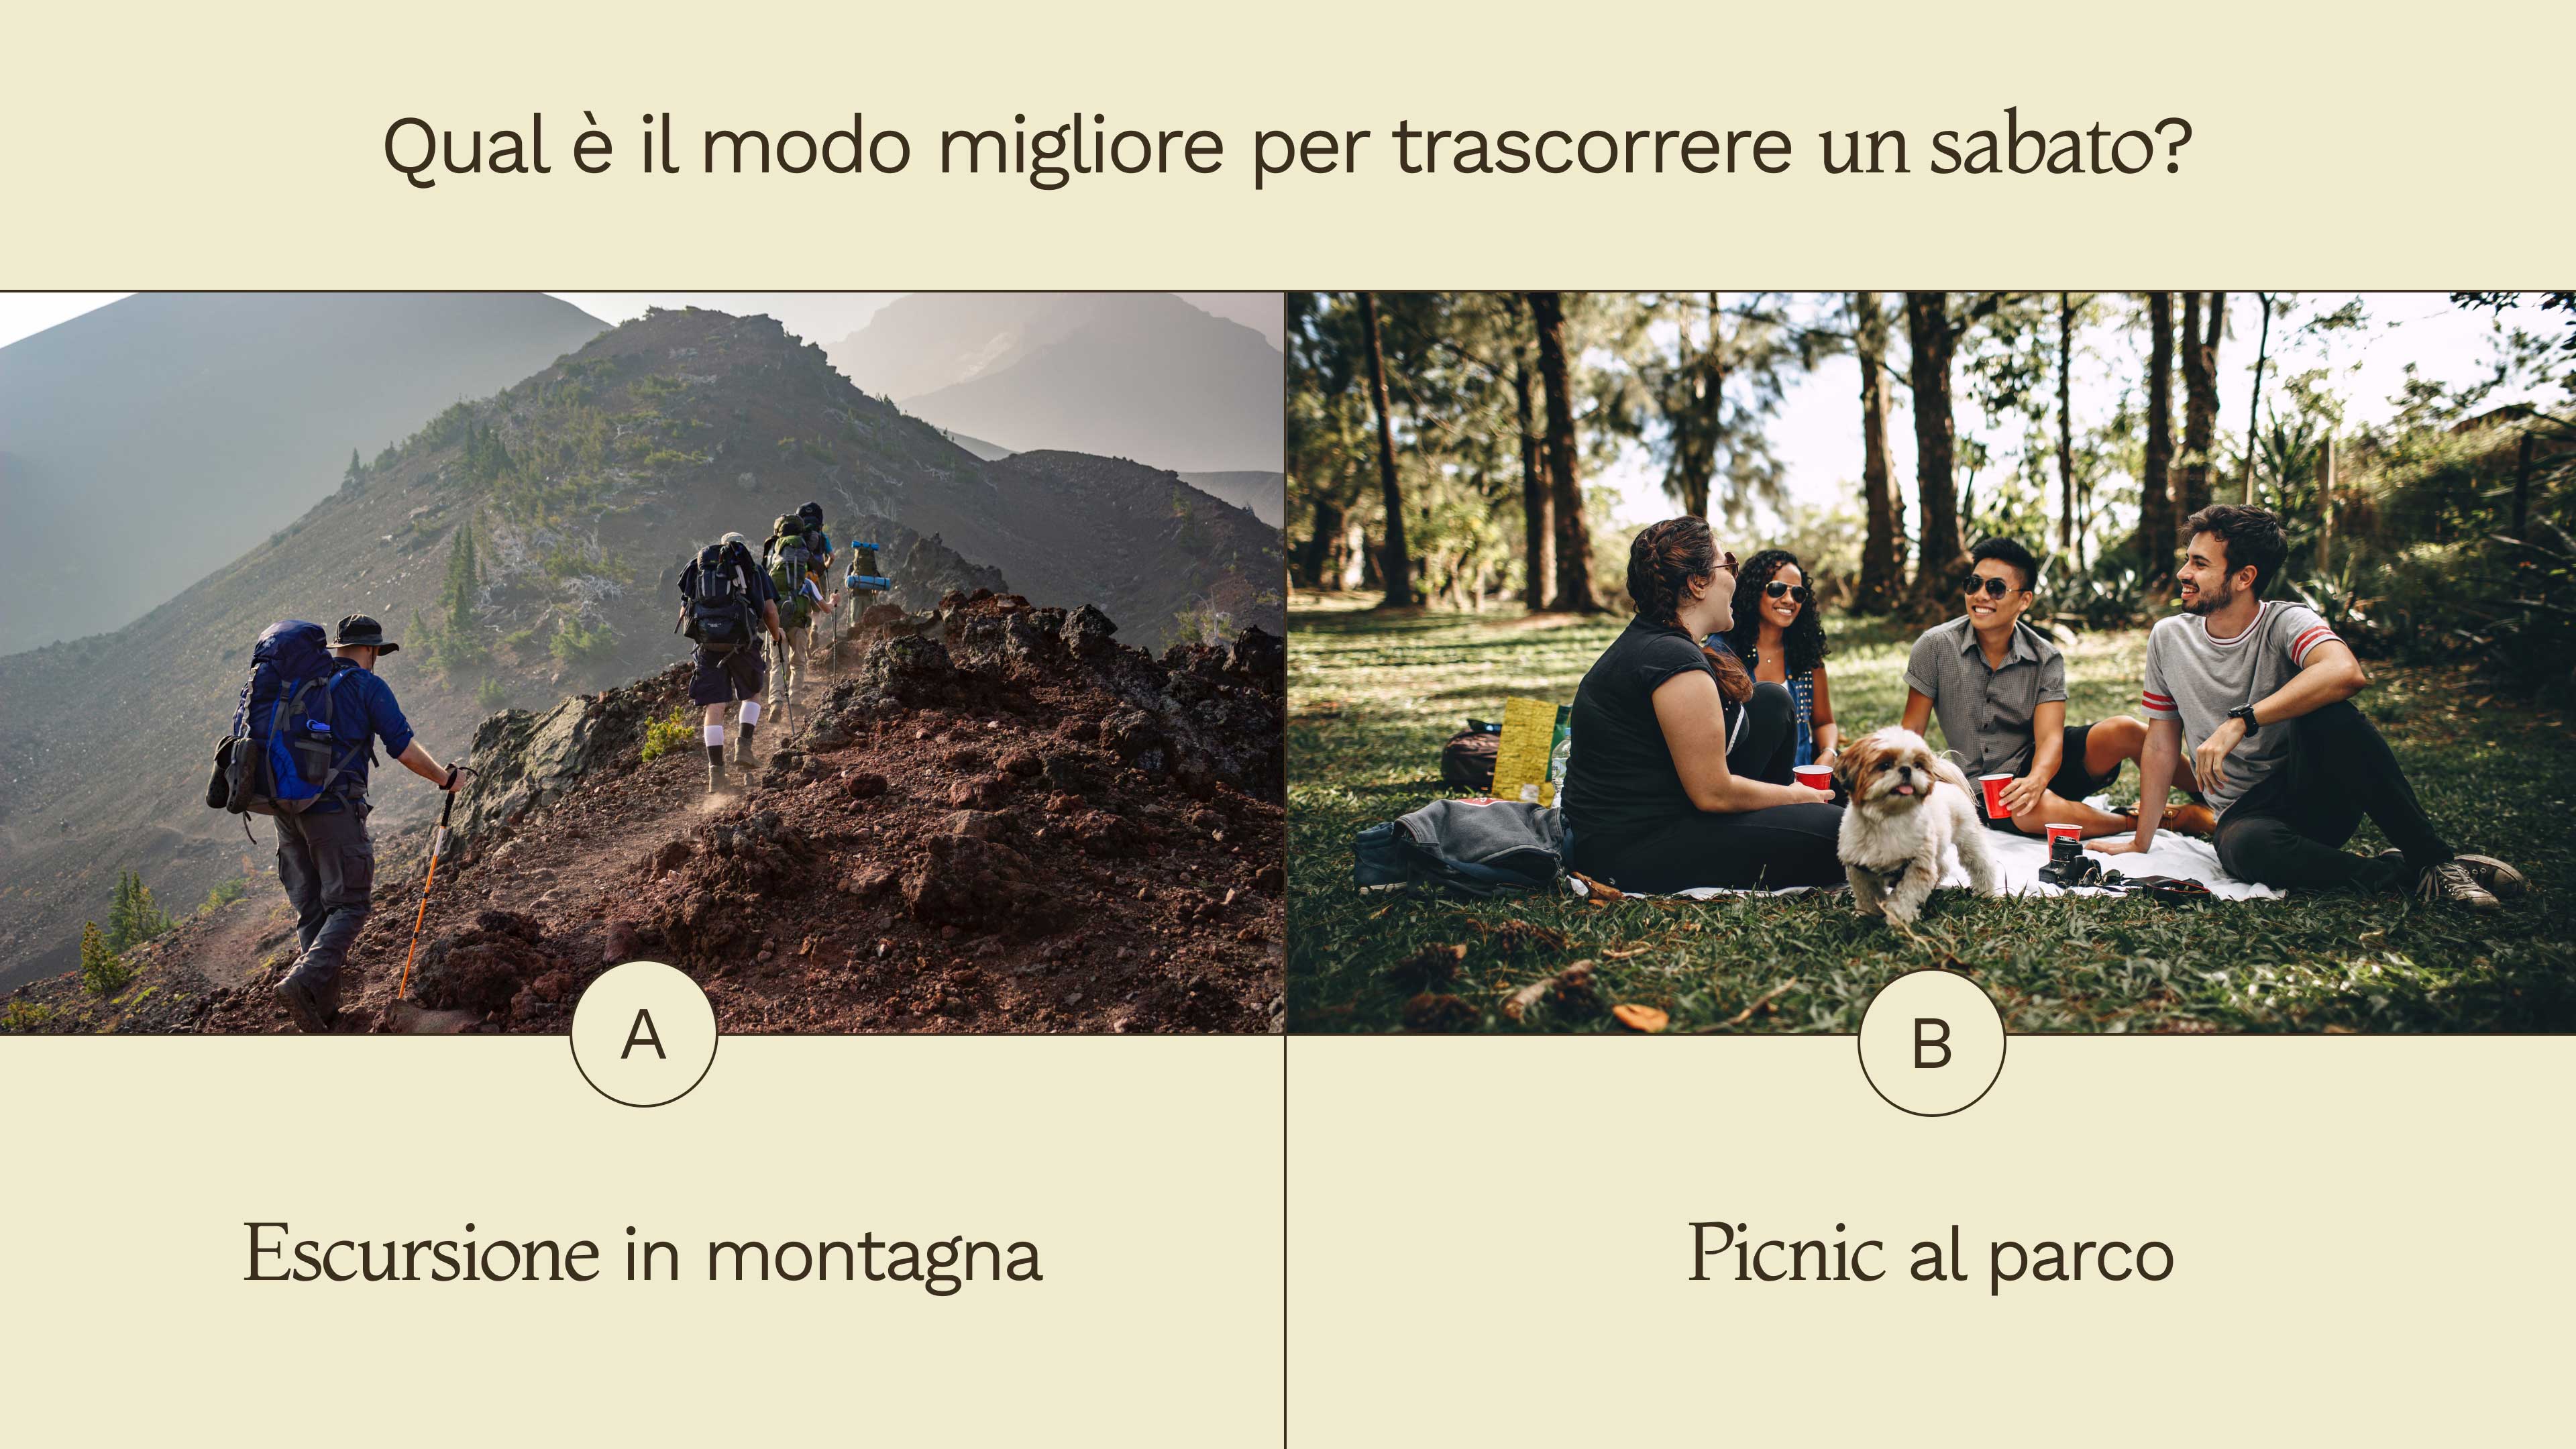 Qual è il modo migliore per trascorrere un sabato?
A
B
Escursione in montagna
Picnic al parco